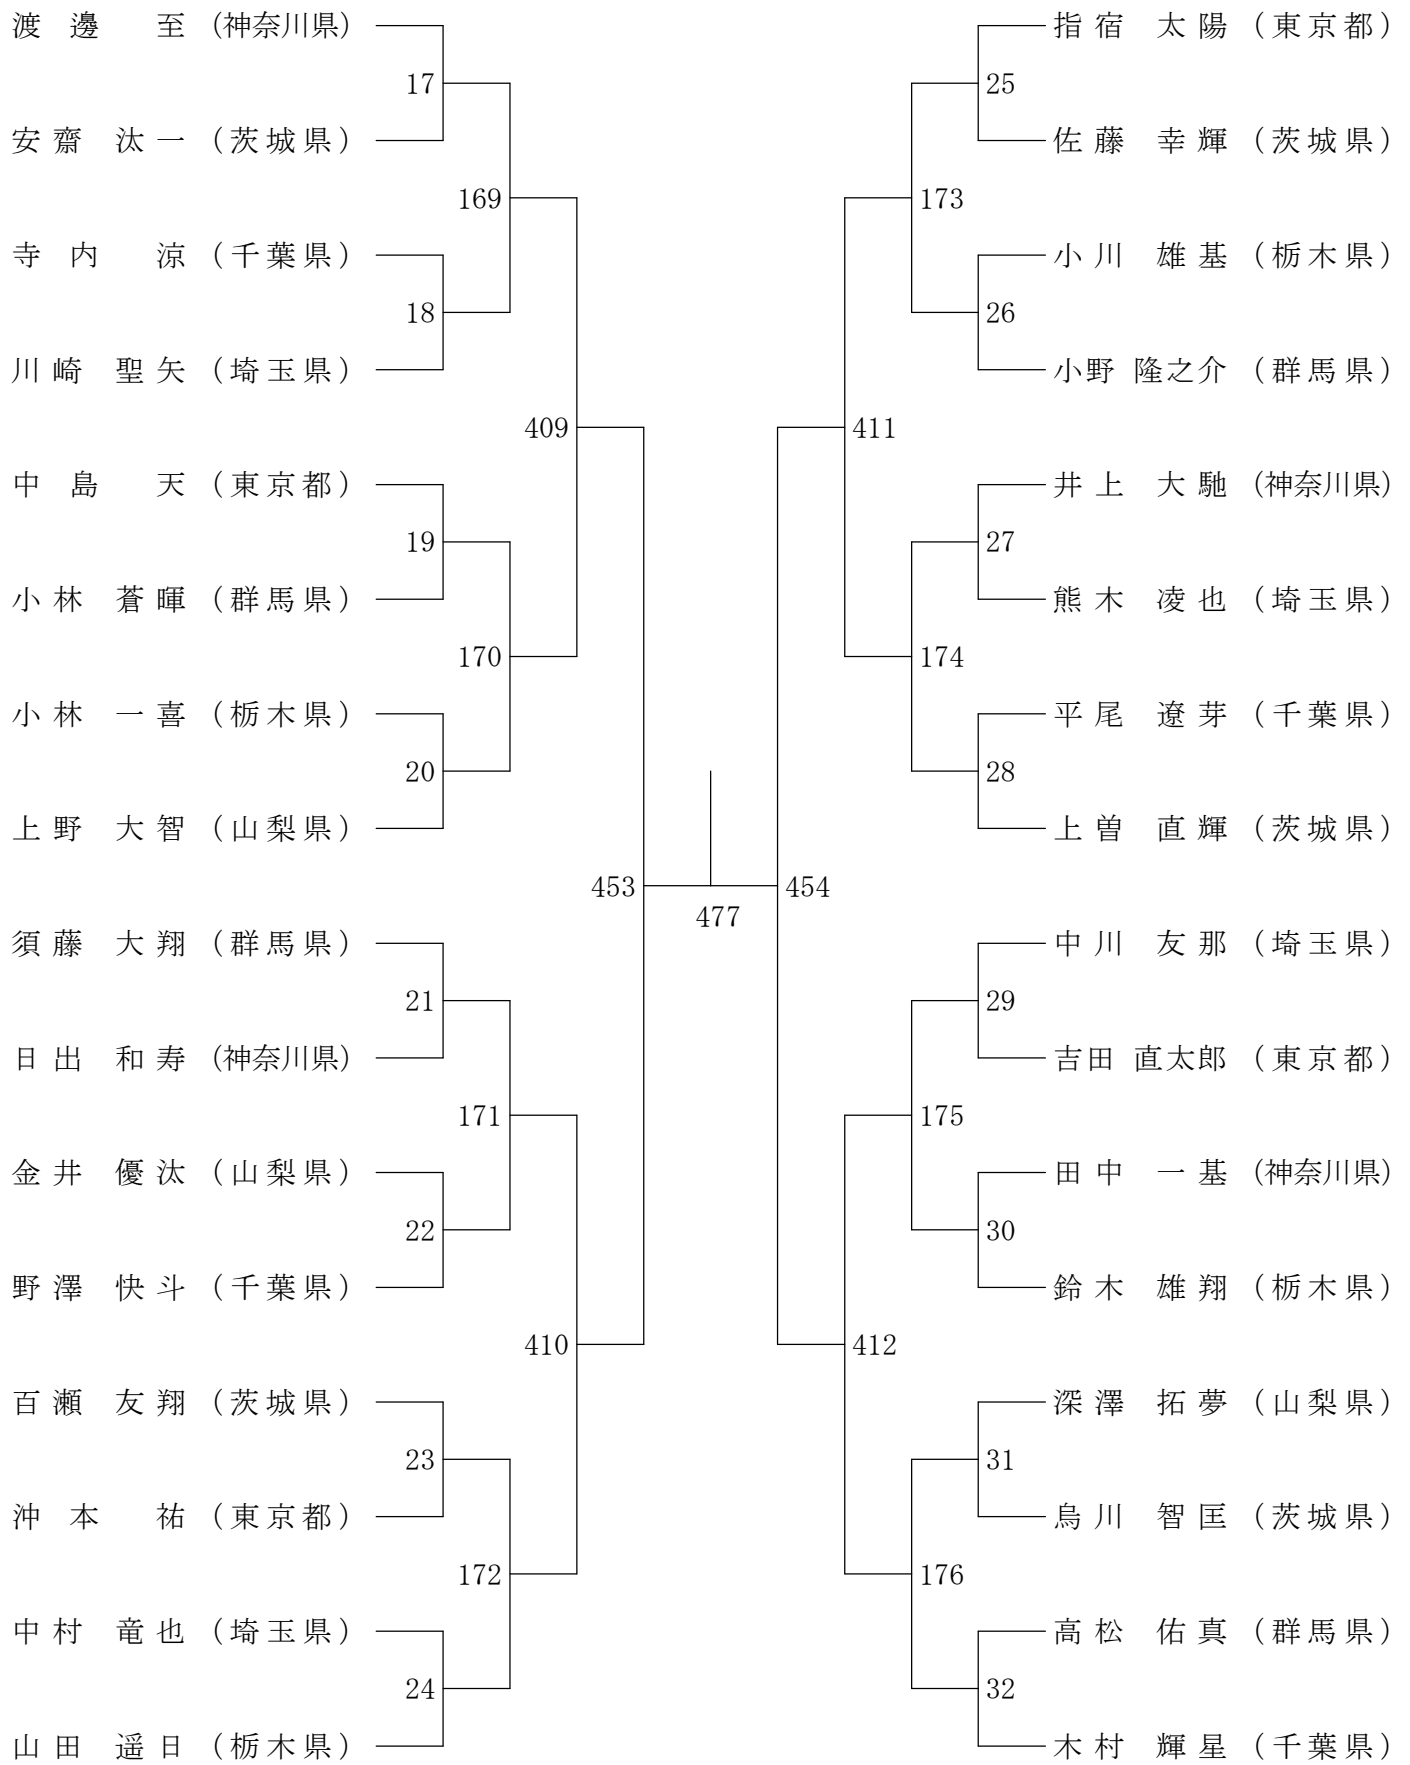 渡邊 至 (神奈川県)
17
安齋 汰一 (茨城県)
169
寺内 涼 (千葉県)
18
川崎 聖矢 (埼玉県)
409
中島 天 (東京都)
19
小林 蒼暉 (群馬県)
170
小林 一喜 (栃木県)
20
上野 大智 (山梨県)
453
須藤 大翔 (群馬県)
21
日出 和寿 (神奈川県)
171
金井 優汰 (山梨県)
22
野澤 快斗 (千葉県)
410
百瀬 友翔 (茨城県)
23
沖本 祐 (東京都)
172
中村 竜也 (埼玉県)
24
山田 遥日 (栃木県)
477
指宿 太陽 (東京都)
25
佐藤 幸輝 (茨城県)
173
小川 雄基 (栃木県)
26
小野 隆之介 (群馬県)
411
井上 大馳 (神奈川県)
27
熊木 凌也 (埼玉県)
174
平尾 遼芽 (千葉県)
28
上曽 直輝 (茨城県)
454
中川 友那 (埼玉県)
29
吉田 直太郎 (東京都)
175
田中 一基 (神奈川県)
30
鈴木 雄翔 (栃木県)
412
深澤 拓夢 (山梨県)
31
烏川 智匡 (茨城県)
176
高松 佑真 (群馬県)
32
木村 輝星 (千葉県)